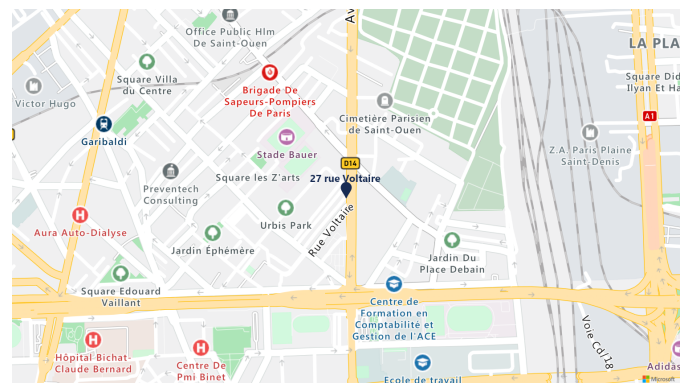 Office Public Hlm
De Saint-Ouen
Av
LA PLA
Square Villa
du Centre
Square Did
Ilyan Et Ha
Victor Hugo
Brigade De
Sapeurs-Pompiers
De Paris
A1
Cimetière Parisien
de Saint-Ouen
Garibaldi
Z.A. Paris Plaine
Saint-Denis
Stade Bauer
D14
Preventech
Consulting
Square les Z'arts
27 rue Voltaire
Aura Auto-Dialyse
Urbis Park
Rue Voltaire
Jardin Éphémère
Jardin Du
Place Debain
Square Edouard
Vaillant
Centre de
Formation en
Comptabilité et
Gestion de l'ACE
Voie Cdl18
Hôpital Bichat-
Claude Bernard
Centre De
Pmi Binet
Adidas
Ecole de travail
Microsoft